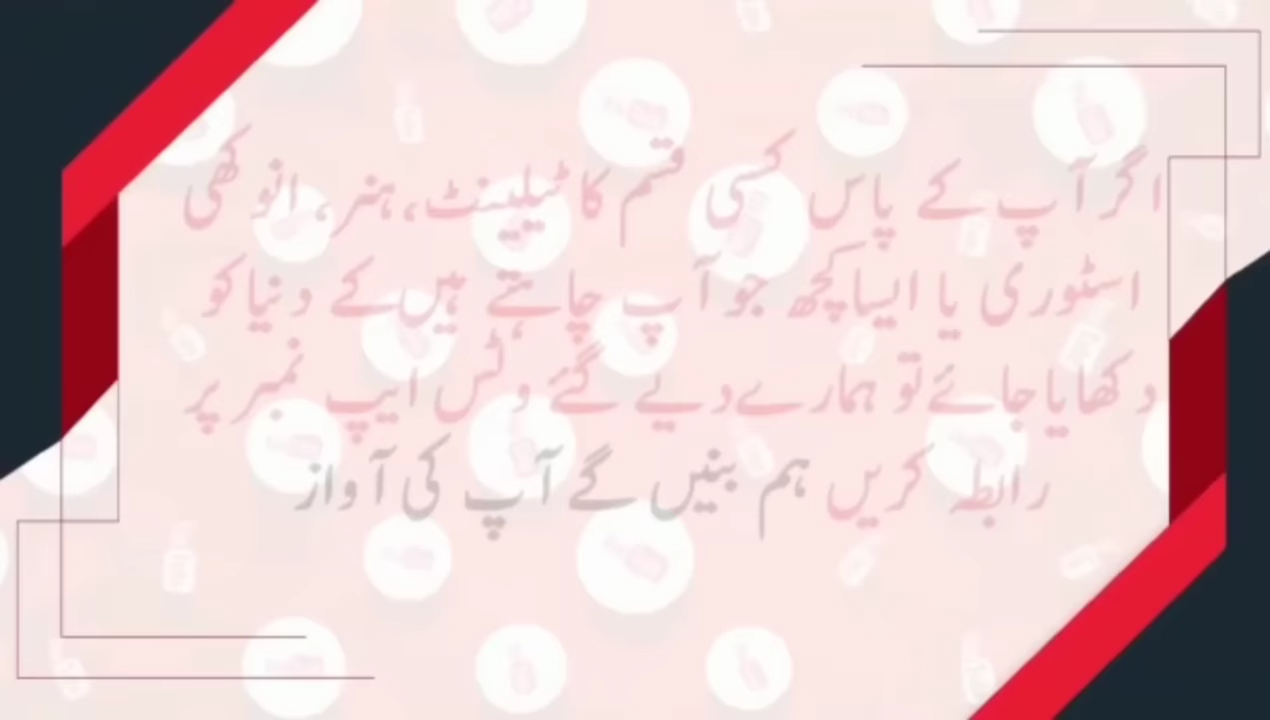 اگر آپ کے پاس کسی قسم کا ٹیلینٹ، ہنر، انوکھی
اسٹوری یا ایسا کچھ جو آپ چاہتے ہیں کے دنیا کو
دکھایا جائے تو ہمارے دیے گئے وٹس ایپ نمبر پر
رابطہ کریں ہم بنیں گے آپ کی آواز